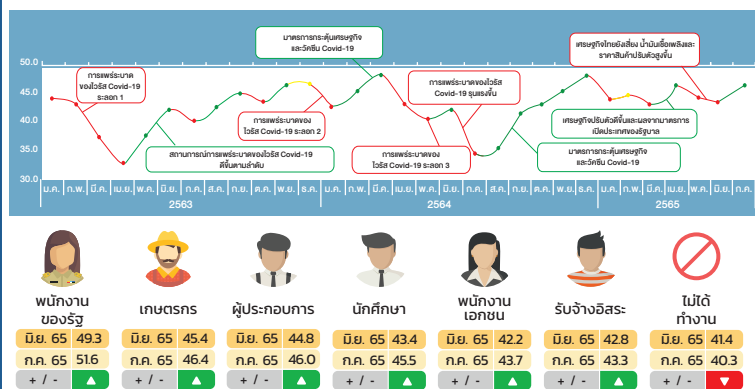 มาตรการกระตุ้นเศรษฐกิจ
และวัคซีน Covid-19
เศรษฐกิจไทยยังเสี่ยง น้ำมันเชื้อเพลิงและ
ราคาสินค้าปรับตัวสูงขึ้น
50.0
45.0
40.0
35.0
30.0
การแพร่ระบาด
ของไวรัส Covid-19
ระลอก 1
การแพร่ระบาดของไวรัส
Covid-19 รุนแรงขึ้น
การแพร่ระบาดของ
ไวรัส Covid-19 ระลอก 2
เศรษฐกิจปรับตัวดีขึ้นและผลจากมาตรการ
เปิดประเทศของรัฐบาล
สถานการณ์การแพร่ระบาดของไวรัส Covid-19
ดีขึ้นตามลำดับ
การแพร่ระบาดของ
ไวรัส Covid-19 ระลอก 3
มาตรการกระตุ้นเศรษฐกิจ
และวัคซีน Covid-19
ม.ค. ก.พ. มี.ค. เม.ย. พ.ค. มิ.ย. ก.ค. ส.ค. ก.ย. ต.ค. พ.ย. ธ.ค. ม.ค. ก.พ. มี.ค. เม.ย. พ.ค. มิ.ย. ก.ค. ส.ค. ก.ย. ต.ค. พ.ย. ธ.ค. ม.ค. ก.พ. มี.ค. เม.ย. พ.ค. มิ.ย. ก.ค.
2563 2564 2565
พนักงาน
ของรัฐ
มิ.ย. 65 49.3
ก.ค. 65 51.6
+ / -
เกษตรกร
มิ.ย. 65 45.4
ก.ค. 65 46.4
+ / -
ผู้ประกอบการ
มิ.ย. 65 44.8
ก.ค. 65 46.0
+ / -
นักศึกษา
มิ.ย. 65 43.4
ก.ค. 65 45.5
+ / -
พนักงาน
เอกชน
มิ.ย. 65 42.2
ก.ค. 65 43.7
+ / -
รับจ้างอิสระ
มิ.ย. 65 42.8
ก.ค. 65 43.3
+ / -
ไม่ได้
ทำงาน
มิ.ย. 65 41.4
ก.ค. 65 40.3
+ / -